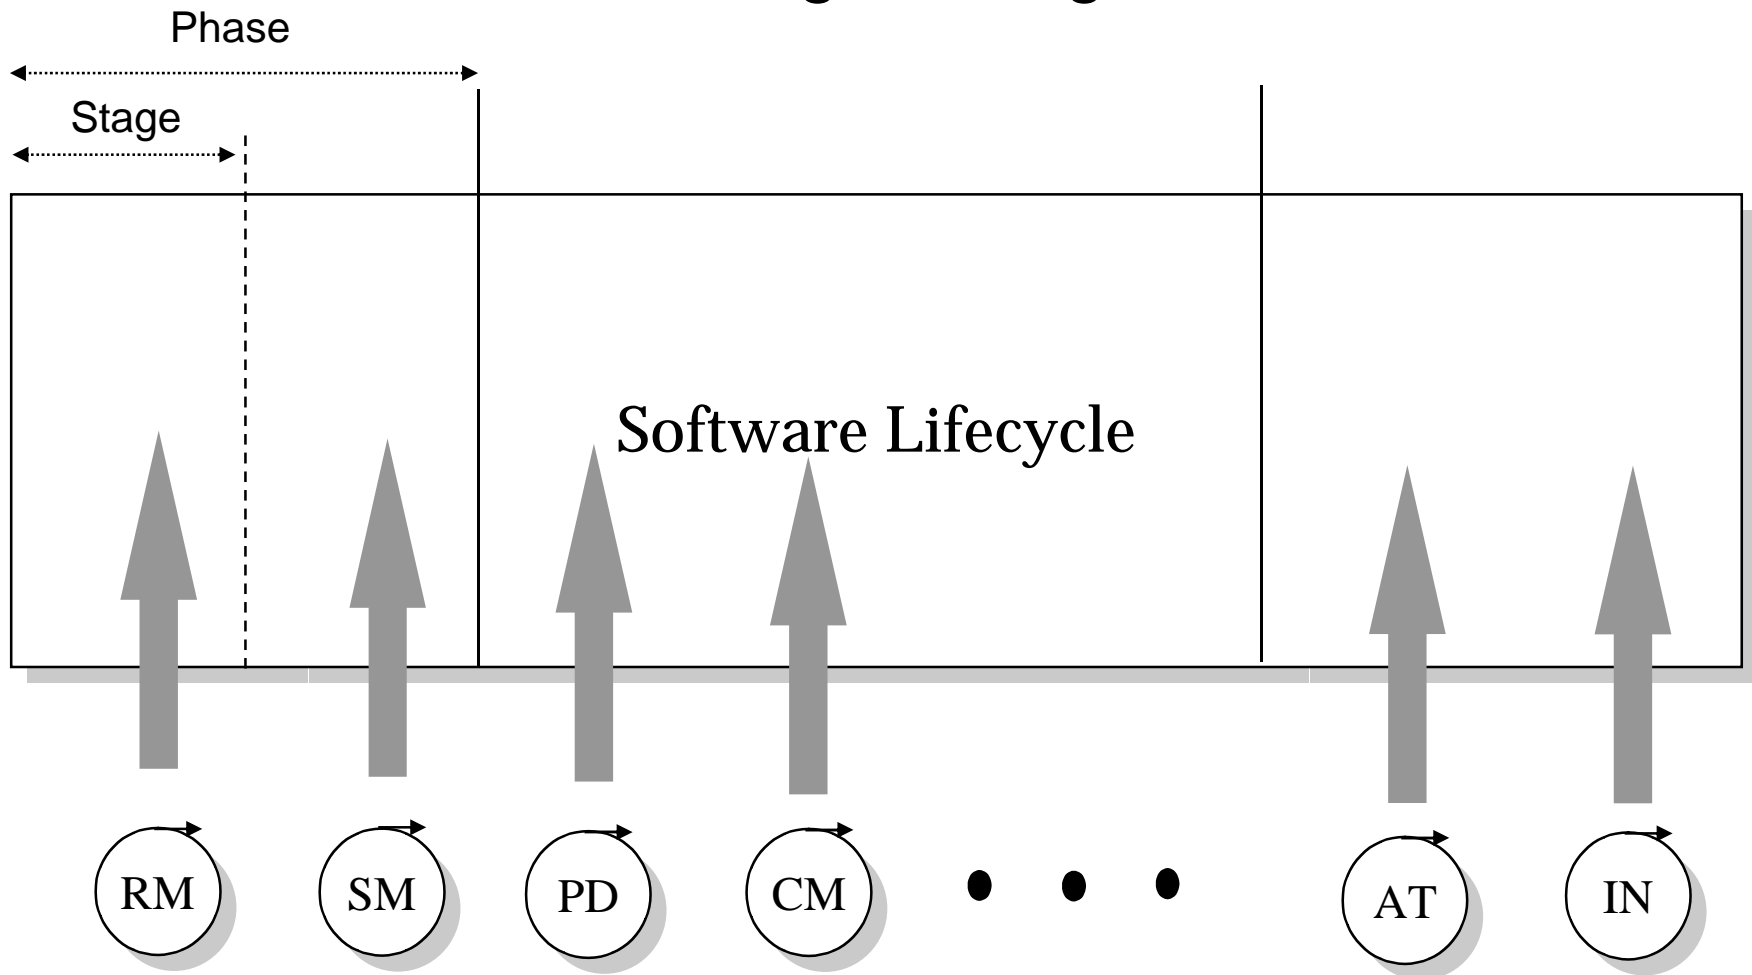 Phase
Stage
Software Lifecycle
RM SM PD CM • • • AT IN